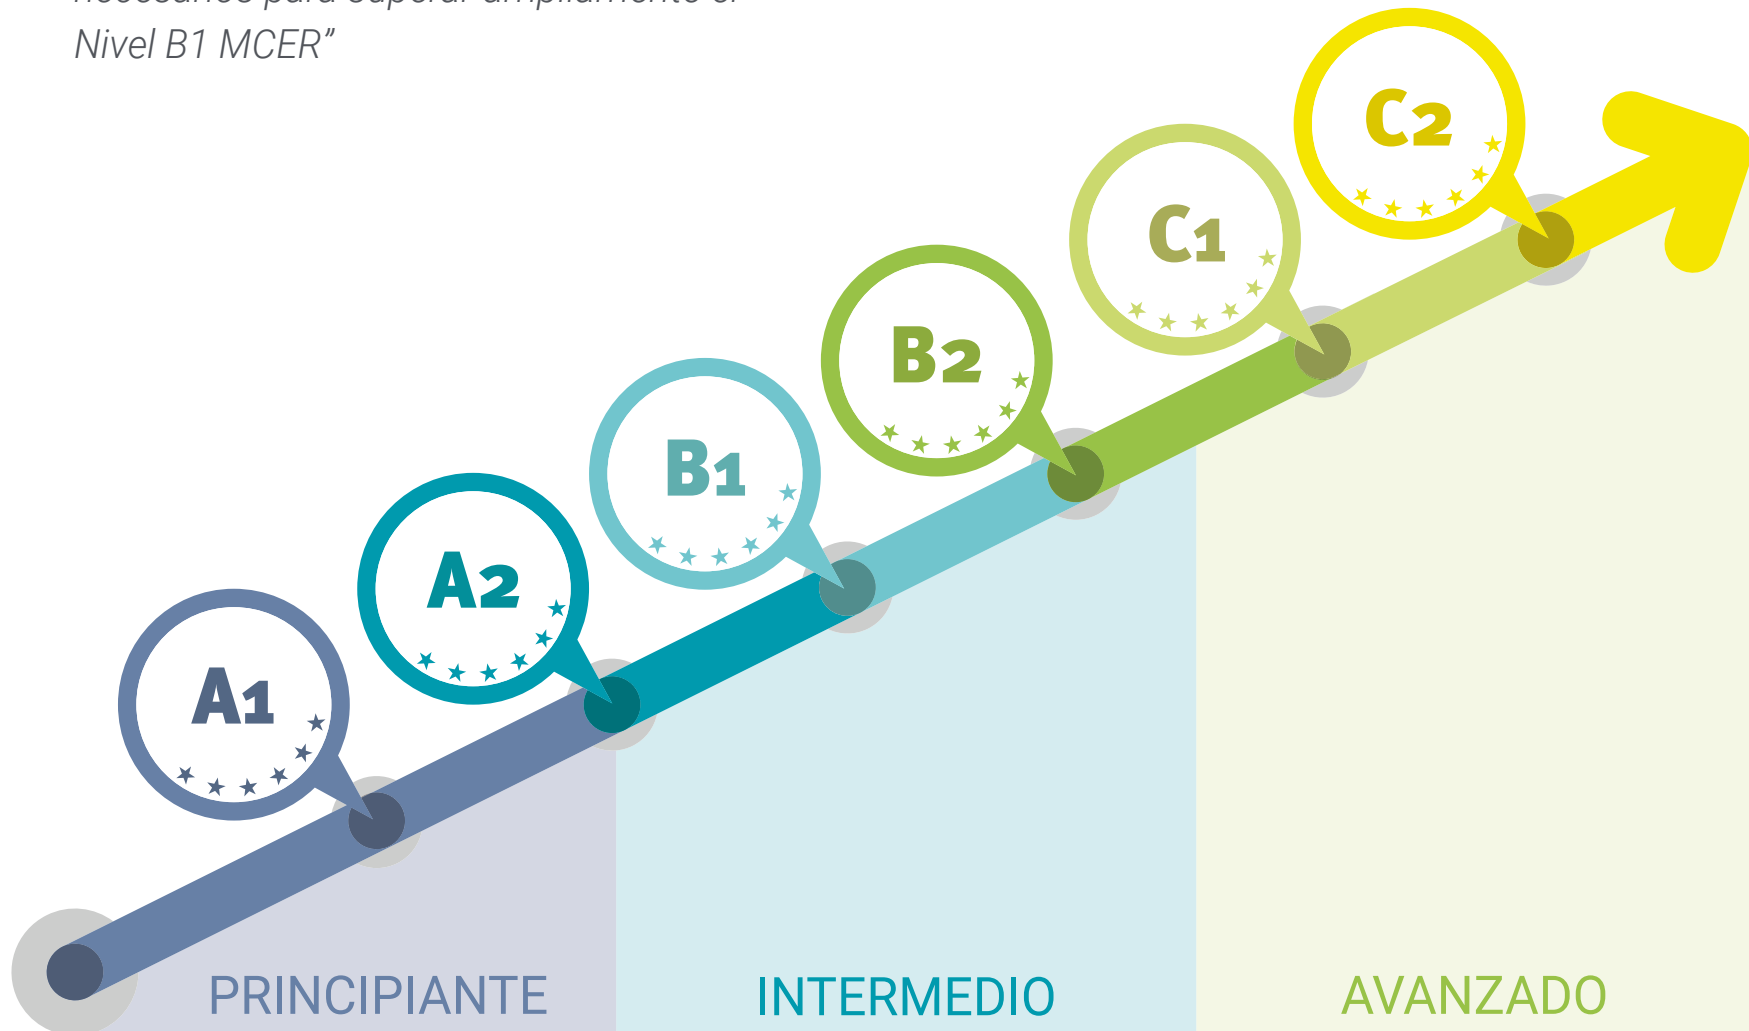 Nivel B1 MCER”
C2
C1
B2
B1
A2
A1
PRINCIPIANTE
INTERMEDIO
AVANZADO